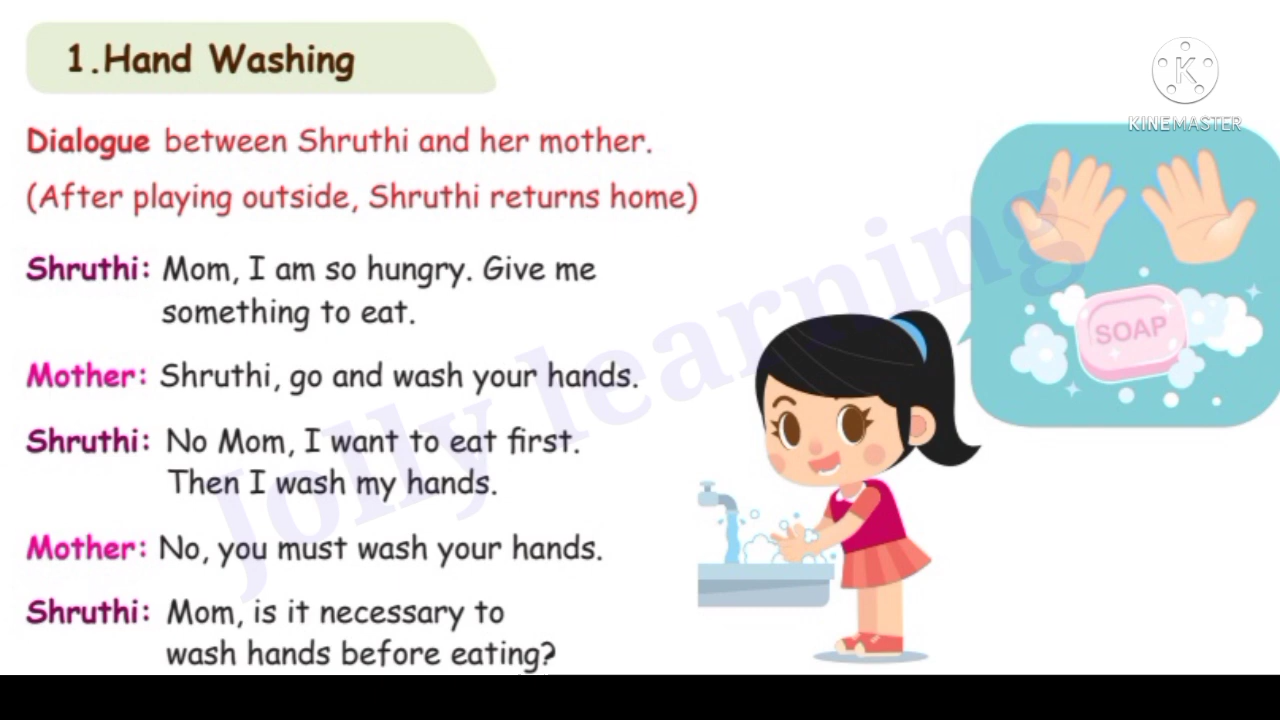 1.Hand Washing
KINEMASTER
Dialogue between Shruthi and her mother.
(After playing outside, Shruthi returns home)
Shruthi: Mom, I am so hungry. Give me
something to eat.
SOAP
Mother: Shruthi, go and wash your hands.
Shruthi: No Mom, I want to eat first.
Then I wash my hands.
Mother: No, you must wash your hands.
Shruthi: Mom, is it necessary to
wash hands before eating?
Jolly learning